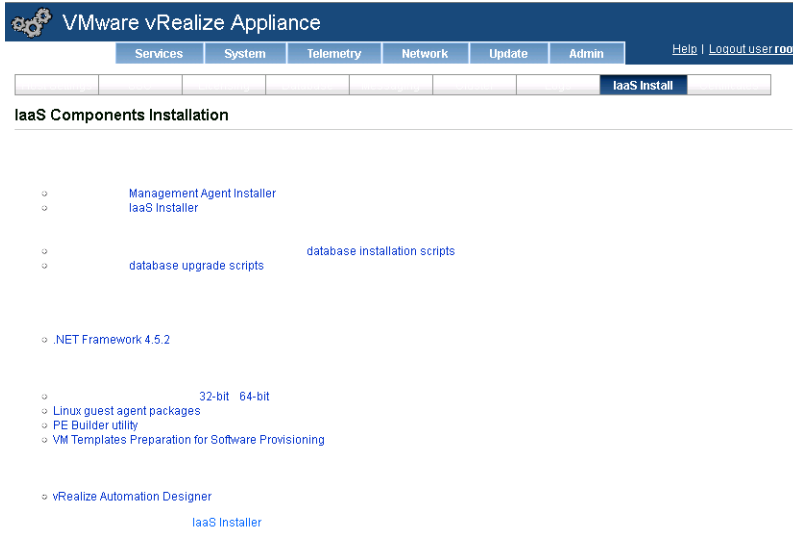 VMware vRealize Appliance
Services System Telemetry Network Update Admin Help | Logout user roo
IaaS Install
IaaS Components Installation
Management Agent Installer
IaaS Installer
database installation scripts
database upgrade scripts
.NET Framework 4.5.2
32-bit 64-bit
Linux guest agent packages
PE Builder utility
VM Templates Preparation for Software Provisioning
vRealize Automation Designer
IaaS Installer